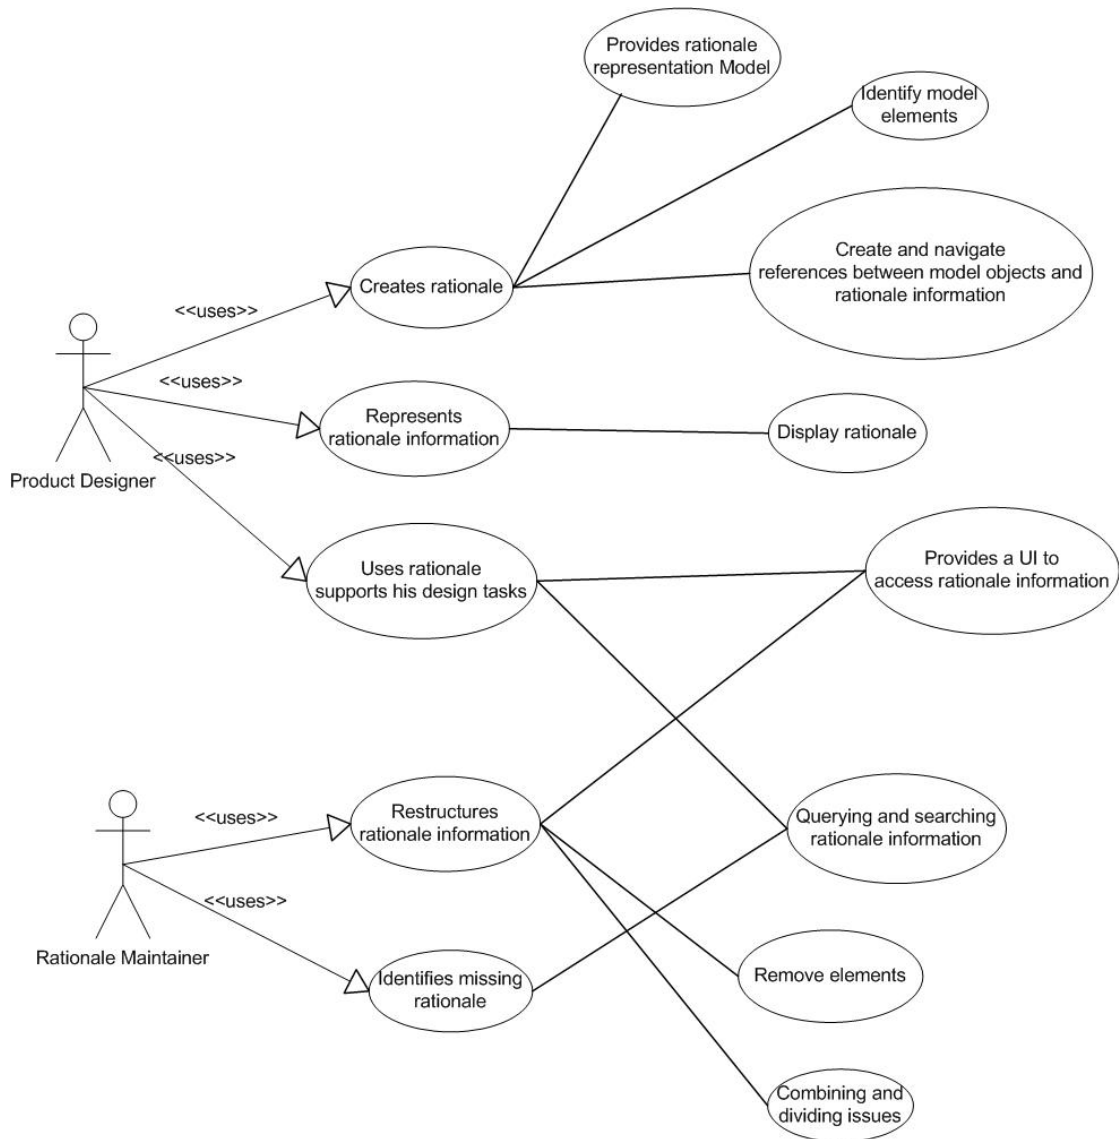 Provides rationale
representation Model
Identify model
elements
Create and navigate
references between model objects and
rationale information
Creates rationale
<<uses>>
<<uses>>
Represents
rationale information
Display rationale
<<uses>>
Product Designer
Uses rationale
supports his design tasks
Provides a UI to
access rationale information
<<uses>>
Restructures
rationale information
Querying and searching
rationale information
<<uses>>
Rationale Maintainer
Identifies missing
rationale
Remove elements
Combining and
dividing issues